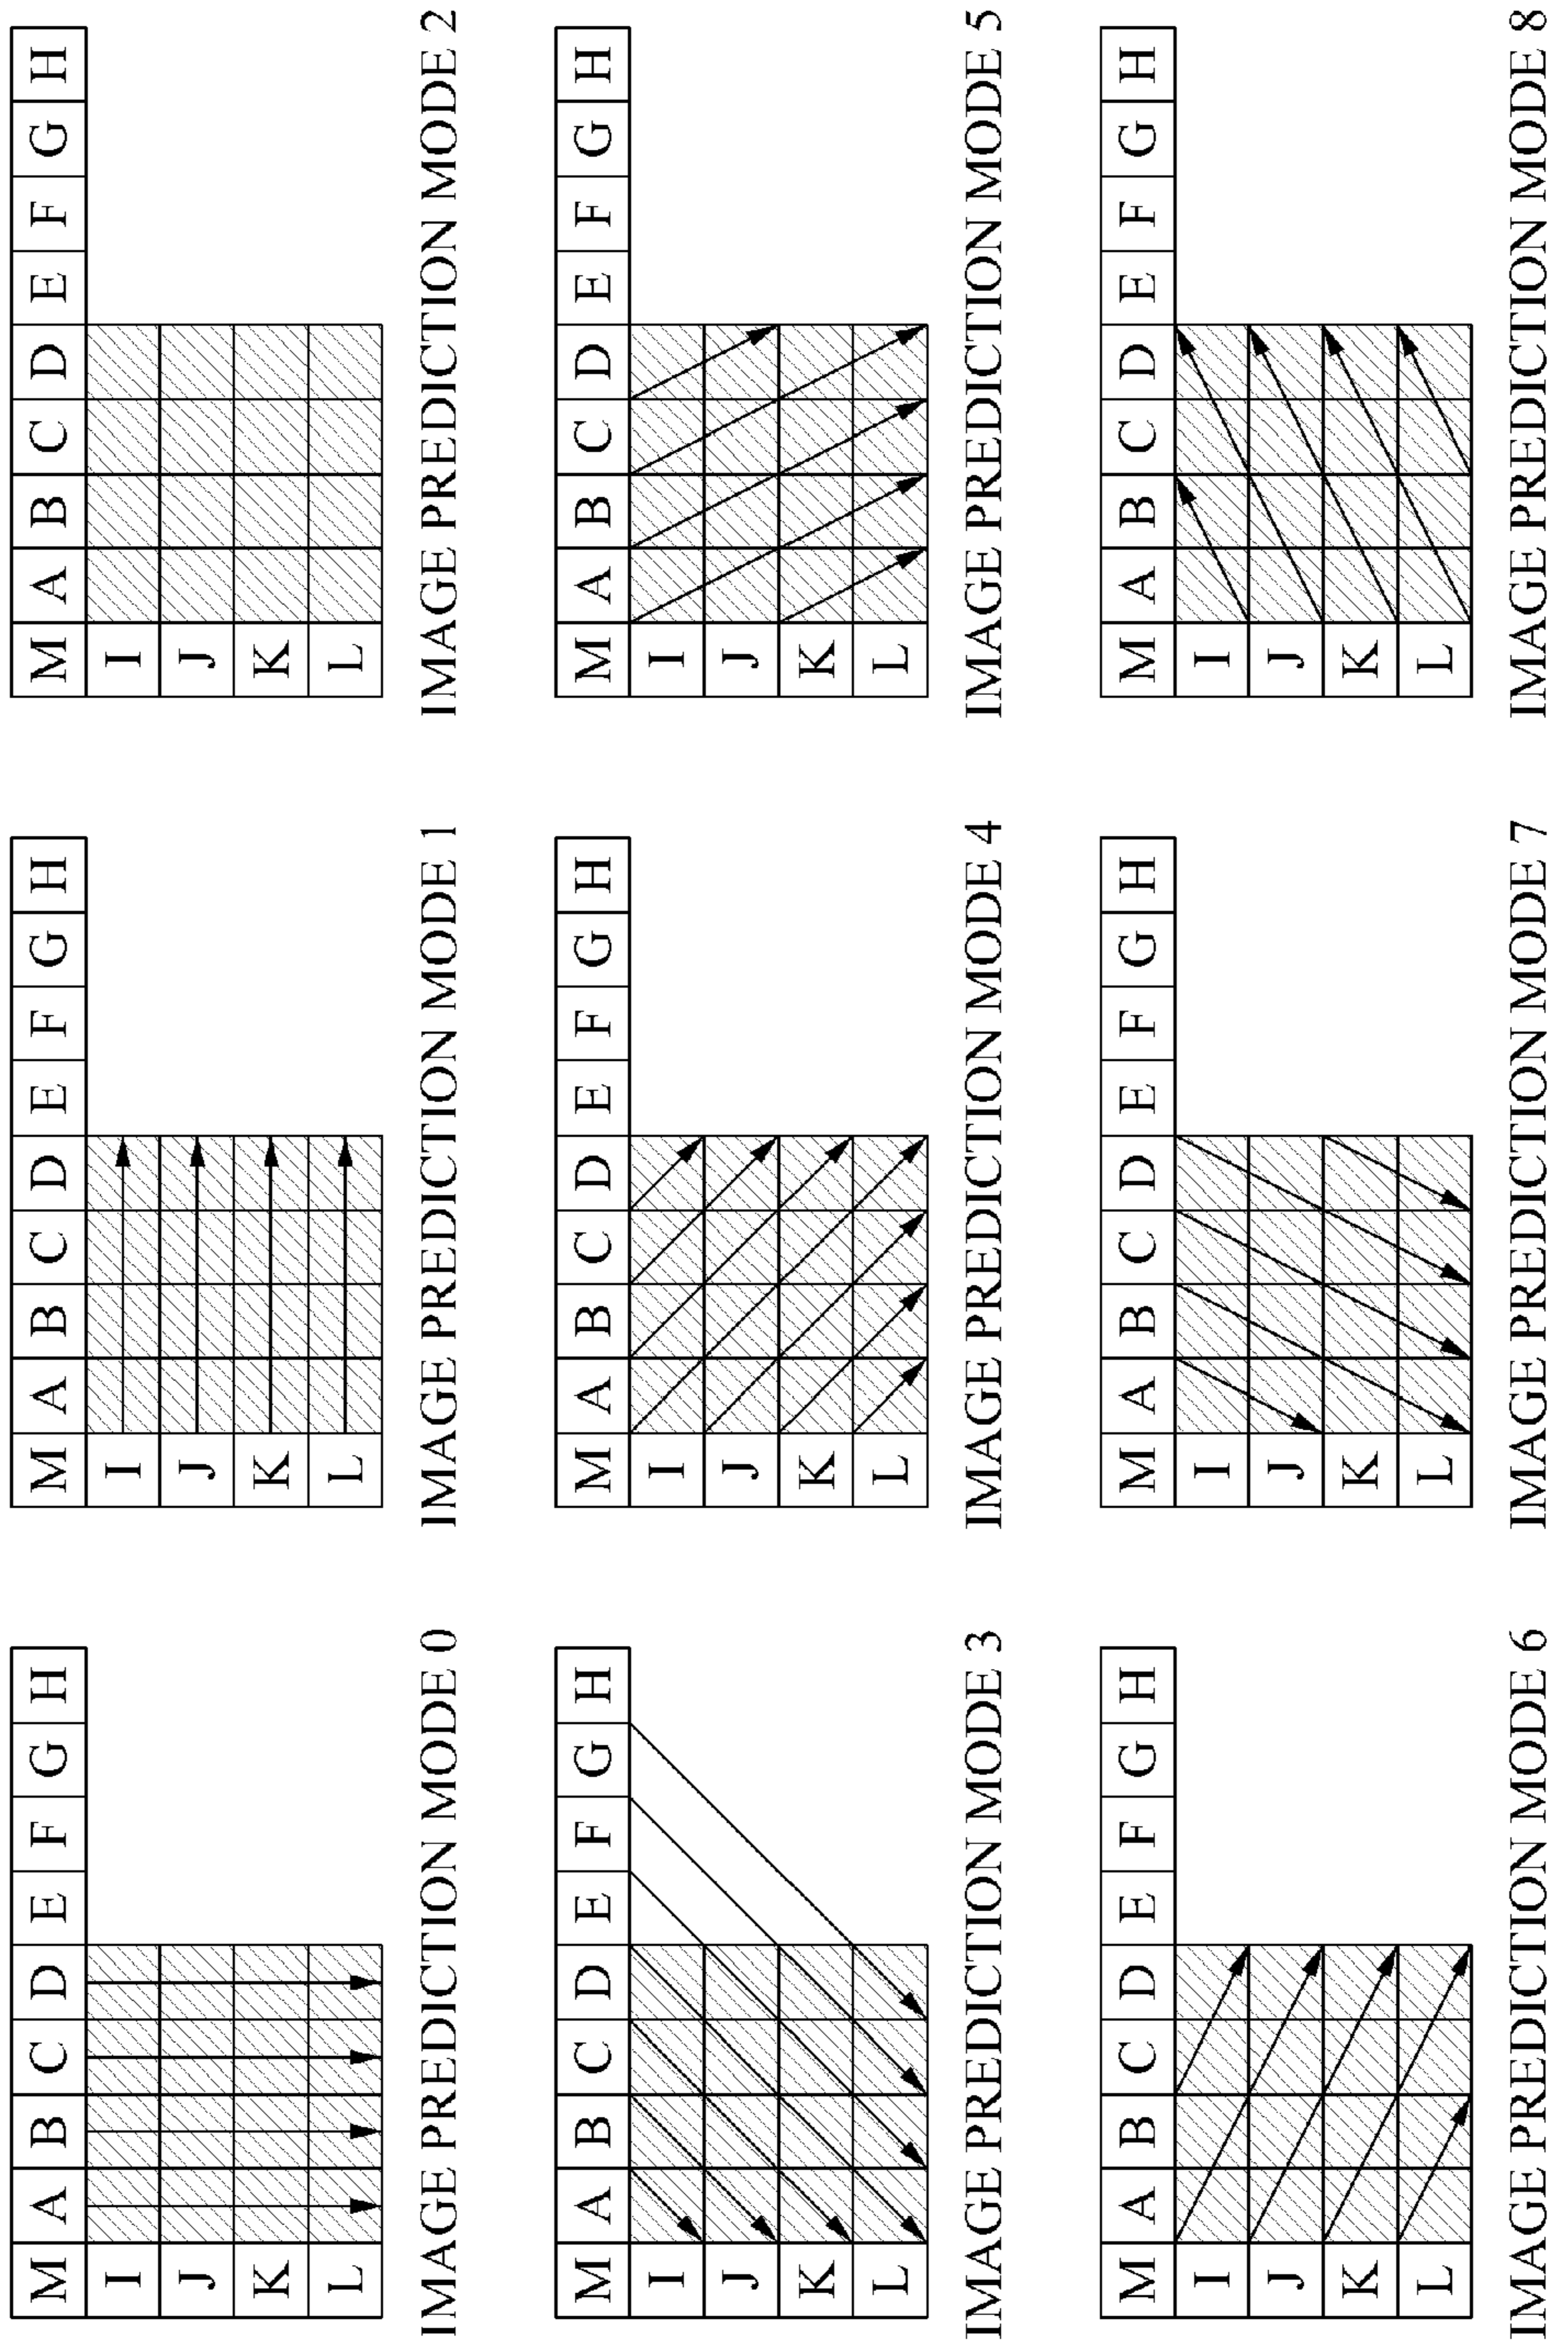 M A B C D E F G H
I
J
K
L
IMAGE PREDICTION MODE 0
M A B C D E F G H
I
J
K
L
IMAGE PREDICTION MODE 1
M A B C D E F G H
I
J
K
L
IMAGE PREDICTION MODE 2
M A B C D E F G H
I
J
K
L
IMAGE PREDICTION MODE 3
M A B C D E F G H
I
J
K
L
IMAGE PREDICTION MODE 4
M A B C D E F G H
I
J
K
L
IMAGE PREDICTION MODE 5
M A B C D E F G H
I
J
K
L
IMAGE PREDICTION MODE 6
M A B C D E F G H
I
J
K
L
IMAGE PREDICTION MODE 7
M A B C D E F G H
I
J
K
L
IMAGE PREDICTION MODE 8